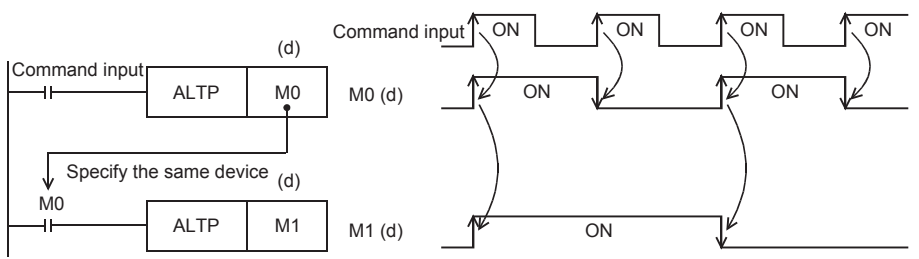 (d)
Command input
ALTP M0
Specify the same device
(d)
M0
ALTP M1
Command input ON ON ON ON
M0 (d) ON ON
M1 (d) ON